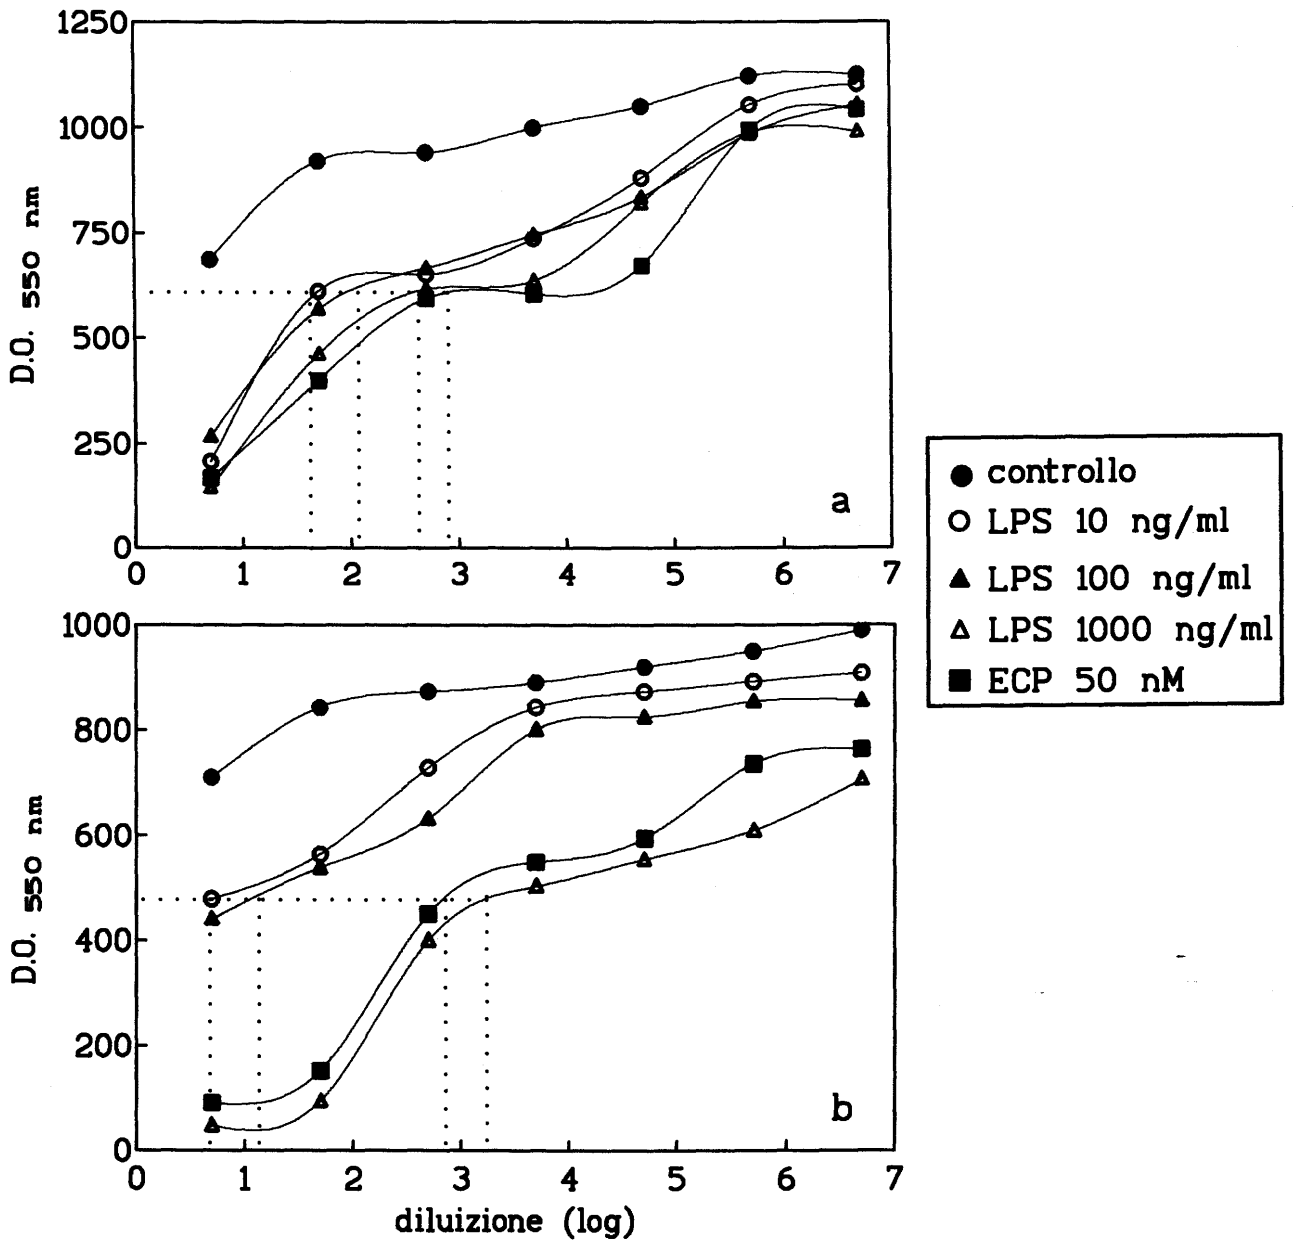 1250
1000
750
500
250
0
D.O. 550 nm
0 1 2 3 4 5 6 7
a
controllo
LPS 10 ng/ml
LPS 100 ng/ml
LPS 1000 ng/ml
ECP 50 nM
1000
800
600
400
200
0
D.O. 550 nm
b
0 1 2 3 4 5 6 7
diluizione (log)